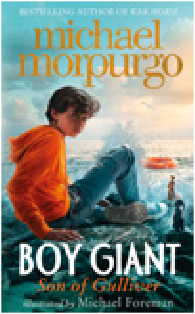 BESTSELLING AUTHOR OF WAR HORSE
michael
morpurgo
BOY GIANT
Son of Gulliver
illustrated by Michael Foreman